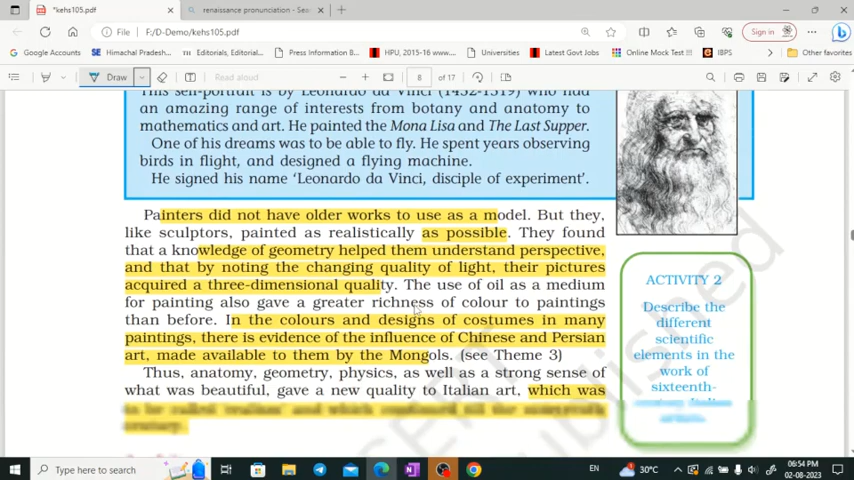 *kehs105.pdf
renaissance pronunciation - Sea
File
F:/D-Demo/kehs105.pdf
Sign in
Google Accounts
Himachal Pradesh...
Editorials, Editorial...
Press Information B...
HPU, 2015-16 www....
Universities
Latest Govt Jobs
Online Mock Test |...
IBPS
Other favorites
Draw
Read aloud
8
of 17
This self-portrait is by Leonardo da Vinci (1452-1519) who had
an amazing range of interests from botany and anatomy to
mathematics and art. He painted the Mona Lisa and The Last Supper.
One of his dreams was to be able to fly. He spent years observing
birds in flight, and designed a flying machine.
He signed his name 'Leonardo da Vinci, disciple of experiment'.
Painters did not have older works to use as a model. But they,
like sculptors, painted as realistically as possible. They found
that a knowledge of geometry helped them understand perspective,
and that by noting the changing quality of light, their pictures
acquired a three-dimensional quality. The use of oil as a medium
for painting also gave a greater richness of colour to paintings
than before. In the colours and designs of costumes in many
paintings, there is evidence of the influence of Chinese and Persian
art, made available to them by the Mongols. (see Theme 3)
Thus, anatomy, geometry, physics, as well as a strong sense of
what was beautiful, gave a new quality to Italian art, which was
ACTIVITY 2
Describe the
different
scientific
elements in the
work of
sixteenth-
Type here to search
EN
30°C
06:54 PM
02-08-2023